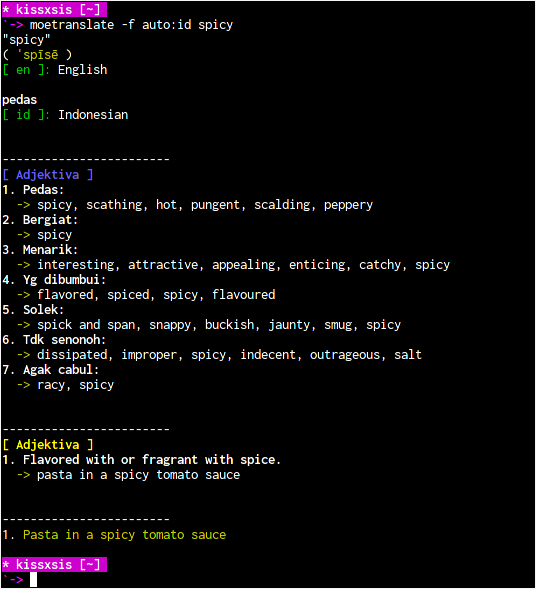 * kissxsis [~]
`-> moetranslate -f auto:id spicy
"spicy"
( ˈspīsē )
[ en ]: English
pedas
[ id ]: Indonesian
------------------------
[ Adjektiva ]
1. Pedas:
-> spicy, scathing, hot, pungent, scalding, peppery
2. Bergiat:
-> spicy
3. Menarik:
-> interesting, attractive, appealing, enticing, catchy, spicy
4. Yg dibumbui:
-> flavored, spiced, spicy, flavoured
5. Solek:
-> spick and span, snappy, buckish, jaunty, smug, spicy
6. Tdk senonoh:
-> dissipated, improper, spicy, indecent, outrageous, salt
7. Agak cabul:
-> racy, spicy
------------------------
[ Adjektiva ]
1. Flavored with or fragrant with spice.
-> pasta in a spicy tomato sauce
------------------------
1. Pasta in a spicy tomato sauce
* kissxsis [~]
`->